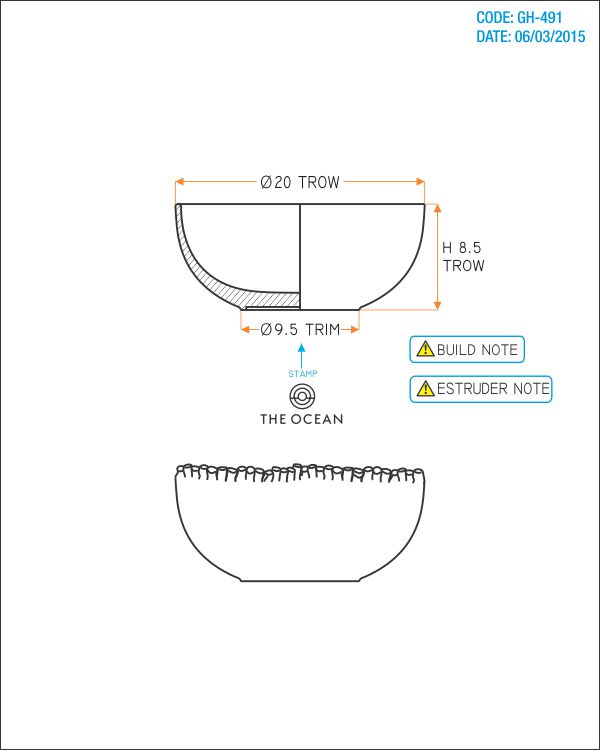 CODE: GH-491
DATE: 06/03/2015
Ø20 TROW
H 8.5
TROW
Ø9.5 TRIM
STAMP
THE OCEAN
BUILD NOTE
ESTRUDER NOTE